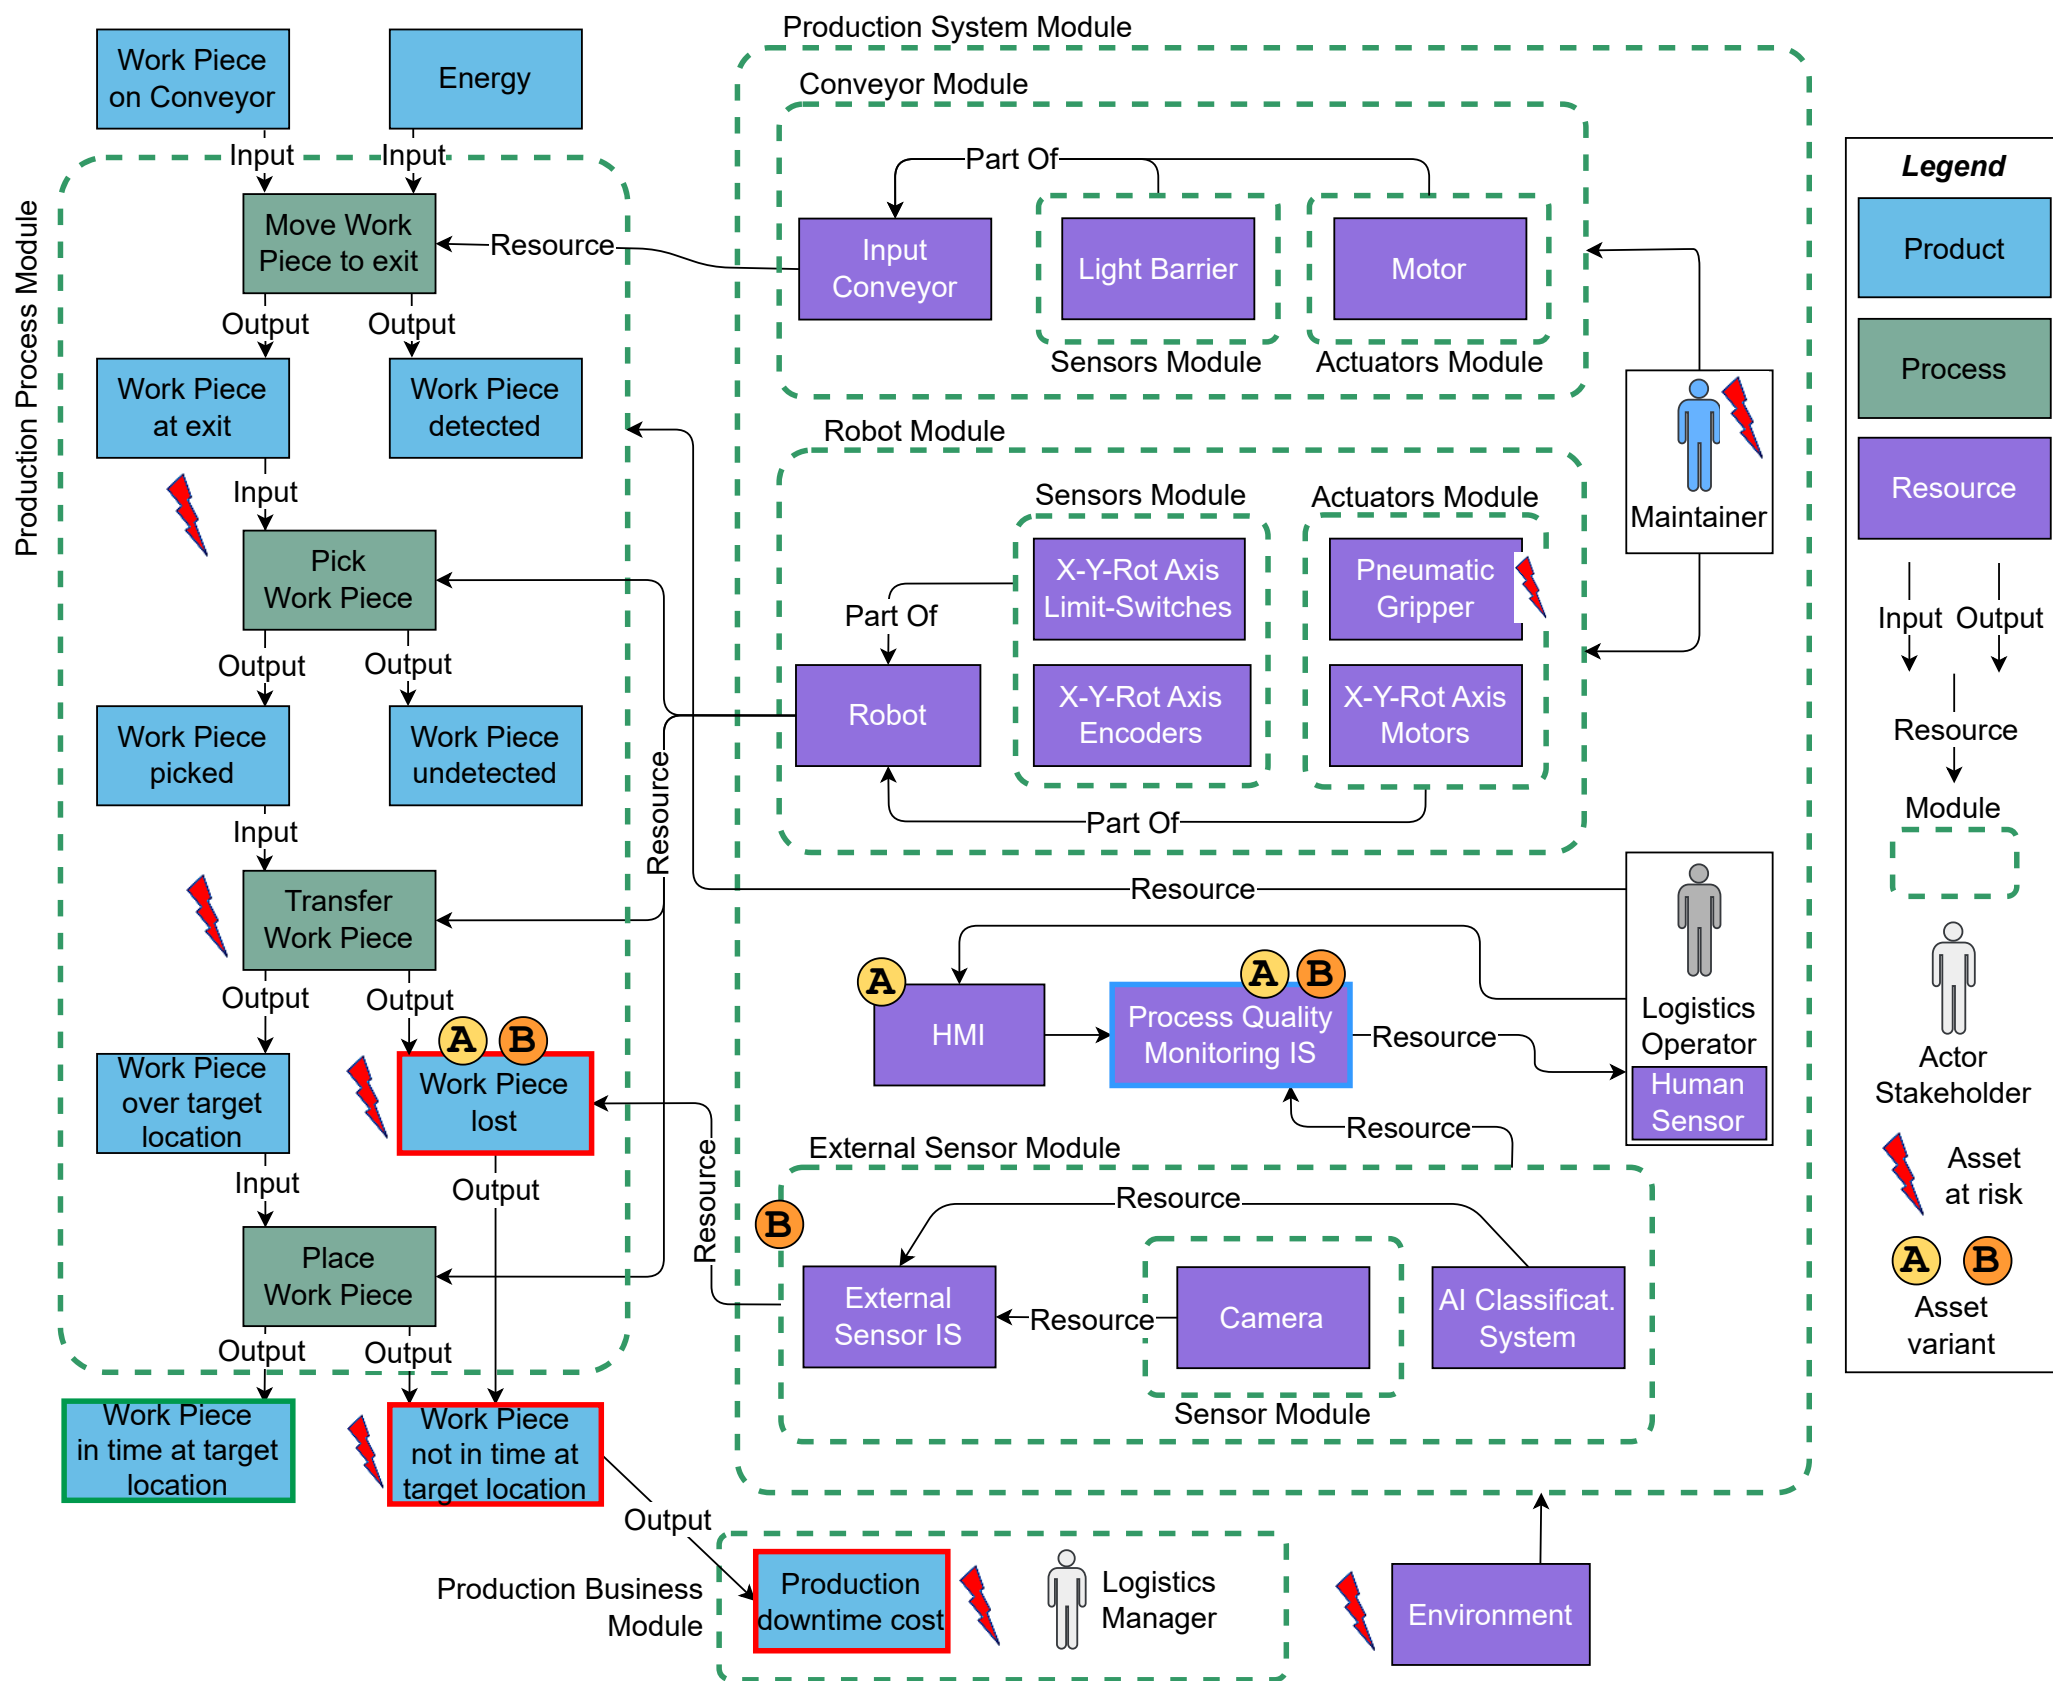 Production System Module
Work Piece
on Conveyor
Energy
Conveyor Module
Input
Input
Part Of
Legend
Production Process Module
Move Work
Piece to exit
Resource
Input
Conveyor
Light Barrier
Motor
Product
Output
Output
Sensors Module
Actuators Module
Process
Work Piece
at exit
Work Piece
detected
Robot Module
Maintainer
Resource
Input
Sensors Module
Actuators Module
Pick
Work Piece
X-Y-Rot Axis
Limit-Switches
Pneumatic
Gripper
Part Of
Input
Output
Output
Output
Robot
X-Y-Rot Axis
Encoders
X-Y-Rot Axis
Motors
Resource
Work Piece
picked
Work Piece
undetected
Resource
Part Of
Module
Input
Transfer
Work Piece
Resource
Output
Output
A
A
B
Logistics
Operator
HMI
Process Quality
Monitoring IS
Resource
Human
Sensor
Actor
Stakeholder
A
B
Work Piece
over target
location
Work Piece
lost
Resource
External Sensor Module
Asset
at risk
Input
Output
Resource
Resource
B
A
B
Asset
variant
Place
Work Piece
External
Sensor IS
Resource
Camera
AI Classificat.
System
Output
Output
Sensor Module
Work Piece
in time at target
location
Work Piece
not in time at
target location
Output
Production Business
Module
Production
downtime cost
Logistics
Manager
Environment